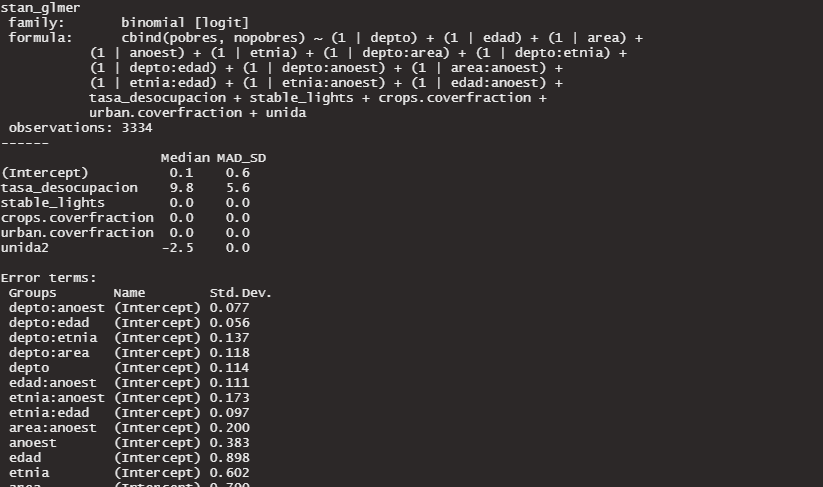 stan_glmer
family: binomial [logit]
formula: cbind(pobres, nopobres) ~ (1 | depto) + (1 | edad) + (1 | area) +
(1 | anoest) + (1 | etnia) + (1 | depto:area) + (1 | depto:etnia) +
(1 | depto:edad) + (1 | depto:anoest) + (1 | area:anoest) +
(1 | etnia:edad) + (1 | etnia:anoest) + (1 | edad:anoest) +
tasa_desocupacion + stable_lights + crops.coverfraction +
urban.coverfraction + unida
observations: 3334
------
Median MAD_SD
(Intercept) 0.1 0.6
tasa_desocupacion 9.8 5.6
stable_lights 0.0 0.0
crops.coverfraction 0.0 0.0
urban.coverfraction 0.0 0.0
unida2 -2.5 0.0
Error terms:
Groups Name Std.Dev.
depto:anoest (Intercept) 0.077
depto:edad (Intercept) 0.056
depto:etnia (Intercept) 0.137
depto:area (Intercept) 0.118
depto (Intercept) 0.114
edad:anoest (Intercept) 0.111
etnia:anoest (Intercept) 0.173
etnia:edad (Intercept) 0.097
area:anoest (Intercept) 0.200
anoest (Intercept) 0.383
edad (Intercept) 0.898
etnia (Intercept) 0.602
area (Intercept)